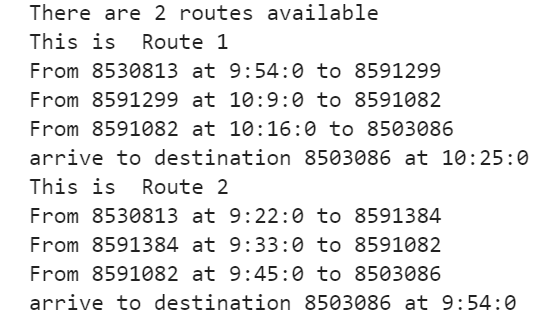 There are 2 routes available
This is  Route 1
From 8530813 at 9:54:0 to 8591299
From 8591299 at 10:9:0 to 8591082
From 8591082 at 10:16:0 to 8503086
arrive to destination 8503086 at 10:25:0
This is  Route 2
From 8530813 at 9:22:0 to 8591384
From 8591384 at 9:33:0 to 8591082
From 8591082 at 9:45:0 to 8503086
arrive to destination 8503086 at 9:54:0